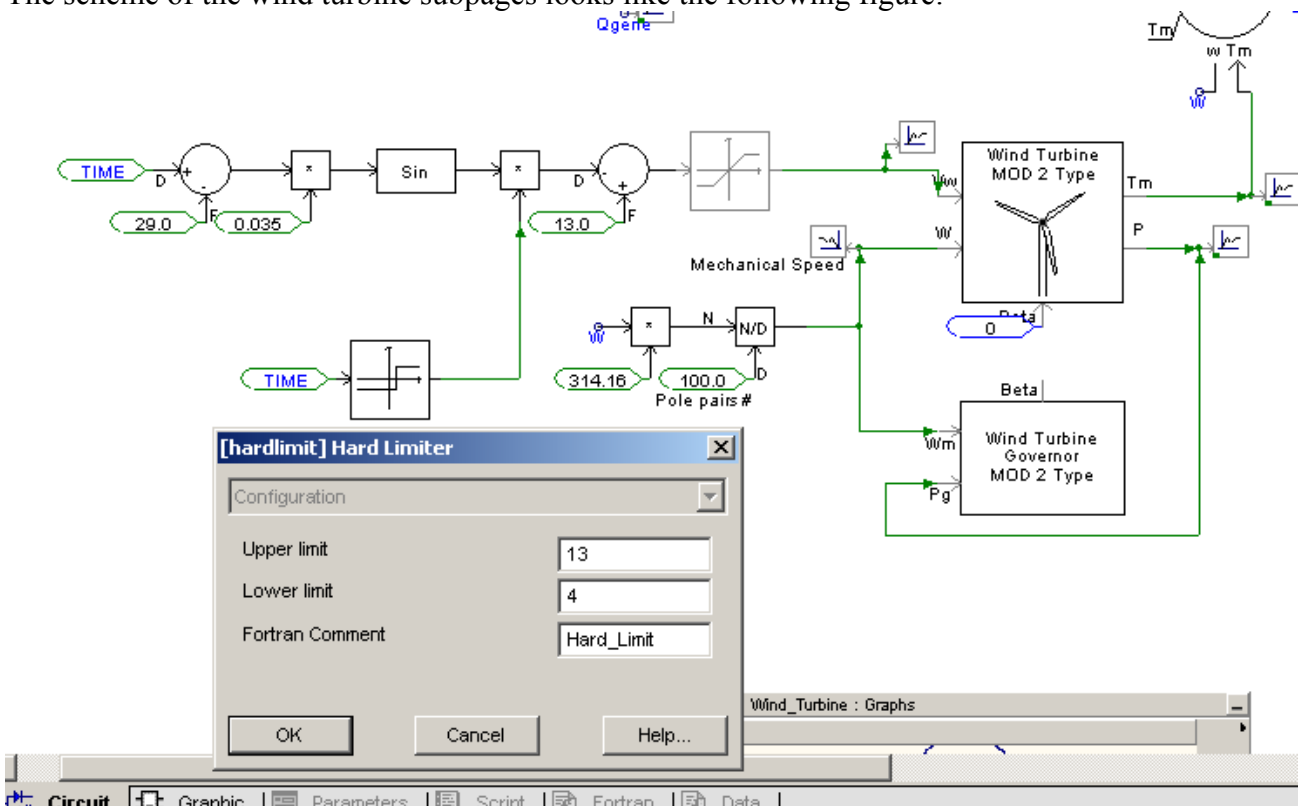 The scheme of the wind turbine subpages looks like the following figure.
Qgene
Tm
w Tm
W
TIME
D
+
-
F
29.0
*
0.035
Sin
*
D
-
+
F
13.0
Vw
W
Wind Turbine
MOD 2 Type
Tm
P
Beta
0
Mechanical Speed
W
*
N
N/D
D
314.16
100.0
Pole pairs #
TIME
Beta
Wm
Pg
Wind Turbine
Governor
MOD 2 Type
[hardlimit] Hard Limiter
Configuration
Upper limit
13
Lower limit
4
Fortran Comment
Hard_Limit
OK
Cancel
Help...
Wind_Turbine : Graphs
Circuit
Graphic
Parameters
Script
Fortran
Data